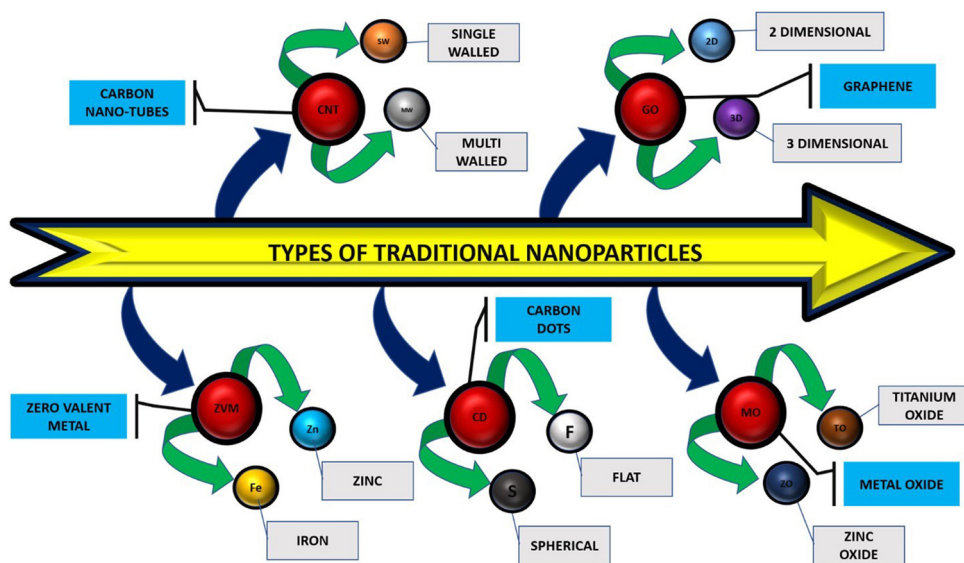 SW
SINGLE
WALLED
CARBON
NANO-TUBES
CNT
MW
MULTI
WALLED
2D
2 DIMENSIONAL
GO
GRAPHENE
3D
3 DIMENSIONAL
TYPES OF TRADITIONAL NANOPARTICLES
ZERO VALENT
METAL
ZVM
Zn
ZINC
Fe
IRON
CARBON
DOTS
CD
F
FLAT
S
SPHERICAL
MO
TO
TITANIUM
OXIDE
METAL OXIDE
ZO
ZINC
OXIDE